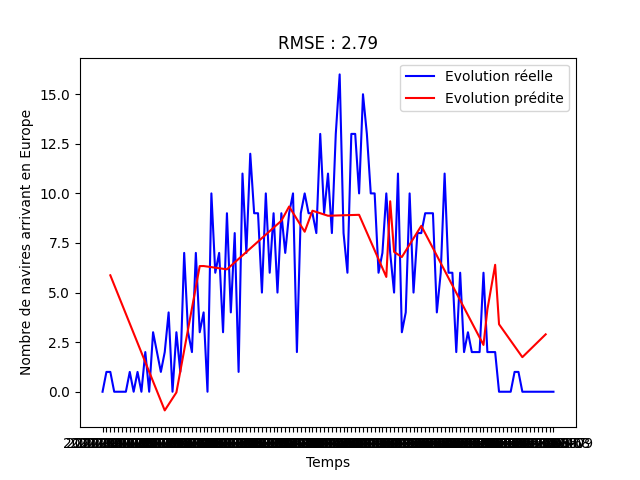 RMSE : 2.79
Evolution réelle
Evolution prédite
Nombre de navires arrivant en Europe
15.0
12.5
10.0
7.5
5.0
2.5
0.0
Temps